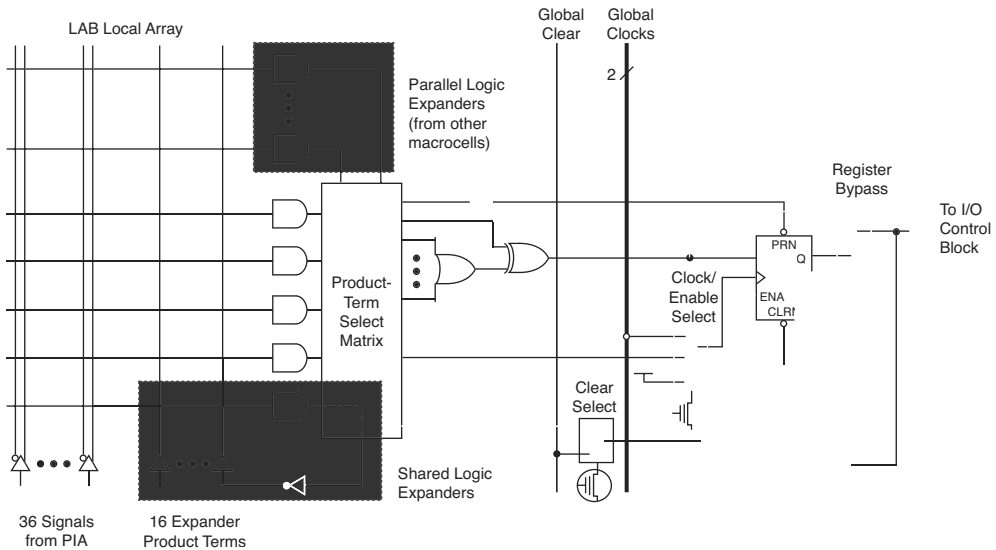 LAB Local Array
Global
Clear
Global
Clocks
2
Parallel Logic
Expanders
(from other
macrocells)
Register
Bypass
To I/O
Control
Block
PRN
Q
Clock/
Enable
Select
ENA
CLRN
Product-
Term
Select
Matrix
Clear
Select
Shared Logic
Expanders
36 Signals
from PIA
16 Expander
Product Terms